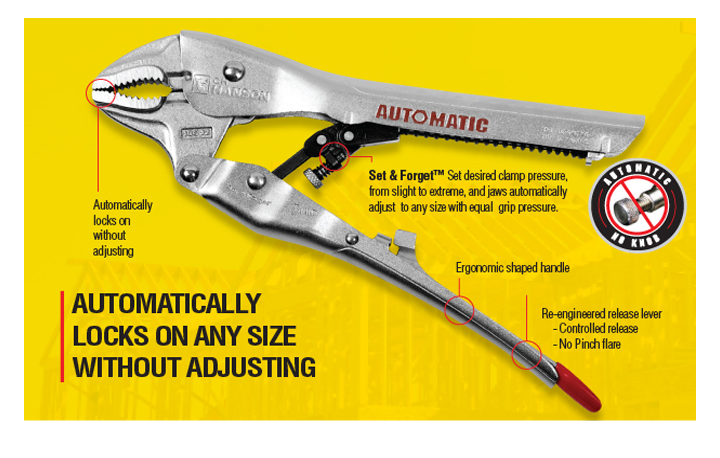 C.H.
HANSON
AUTOMATIC
Set & Forget™ Set desired clamp pressure,
from slight to extreme, and jaws automatically
adjust to any size with equal grip pressure.
AUTOMATIC
NO KNOB
Automatically
locks on
without
adjusting
Ergonomic shaped handle
Re-engineered release lever
- Controlled release
- No Pinch flare
AUTOMATICALLY
LOCKS ON ANY SIZE
WITHOUT ADJUSTING